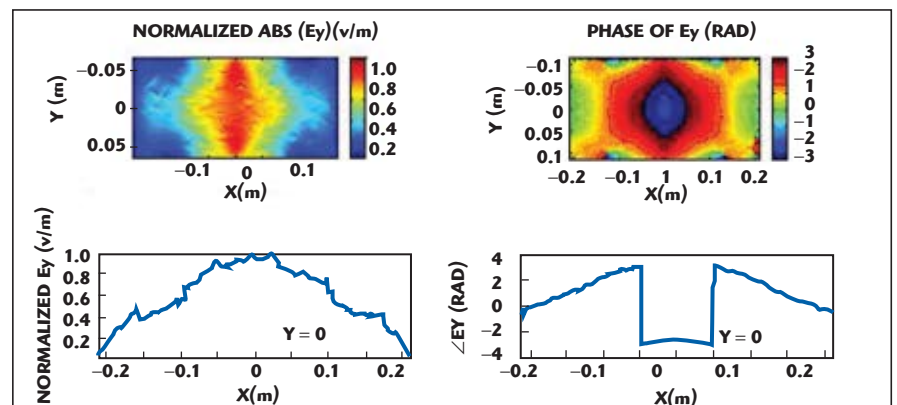 NORMALIZED ABS (Ey)(v/m)
Y (m)
−0.05
0
0.05
−0.1 0 0.1
X(m)
1.0
0.8
0.6
0.4
0.2
PHASE OF Ey (RAD)
Y (m)
−0.1
−0.05
0
0.05
0.1
−0.2 −0.1 1 0.1 0.2
X(m)
3
−2
1
0
−1
−2
−3
NORMALIZED Ey (v/m)
1.0
0.8
0.6
0.4
0.2
Y = 0
−0.2 −0.1 0 0.1 0.2
X(m)
∠EY (RAD)
4
2
0
−2
−4
Y = 0
−0.2 −0.1 0 0.1 0.2
X(m)